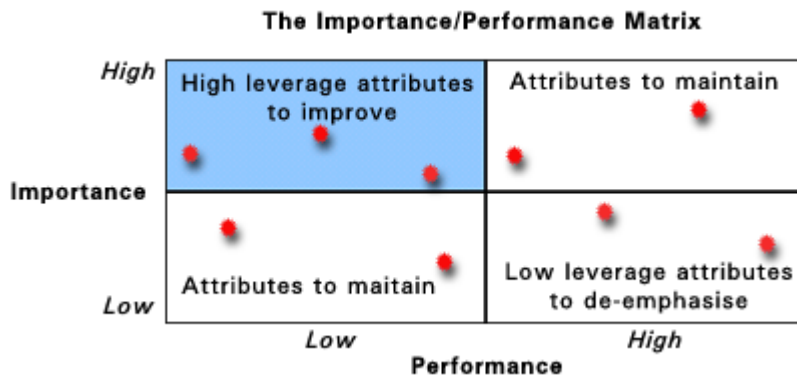 The Importance/Performance Matrix
High
High leverage attributes
to improve
Attributes to maintain
Importance
Attributes to maitain
Low leverage attributes
to de-emphasise
Low
Low
High
Performance